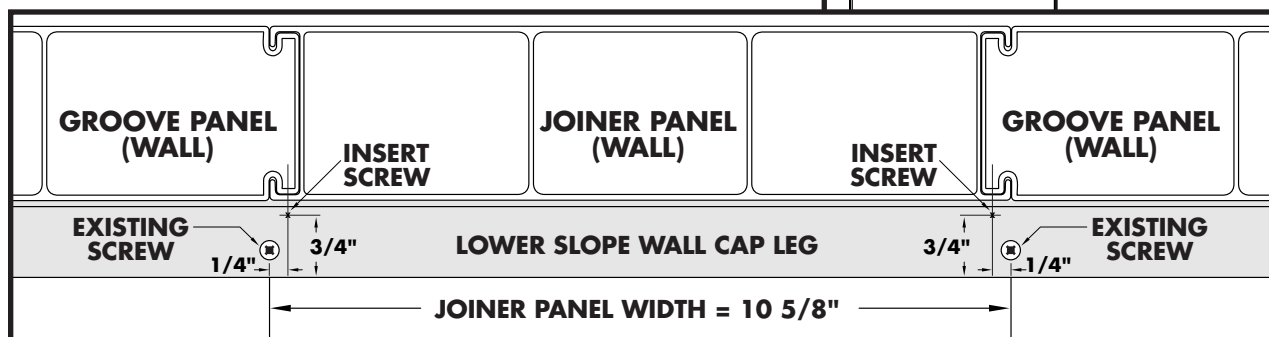 GROOVE PANEL
(WALL)
JOINER PANEL
(WALL)
GROOVE PANEL
(WALL)
INSERT
SCREW
INSERT
SCREW
EXISTING
SCREW
1/4"
3/4"
LOWER SLOPE WALL CAP LEG
3/4"
1/4"
EXISTING
SCREW
JOINER PANEL WIDTH = 10 5/8"